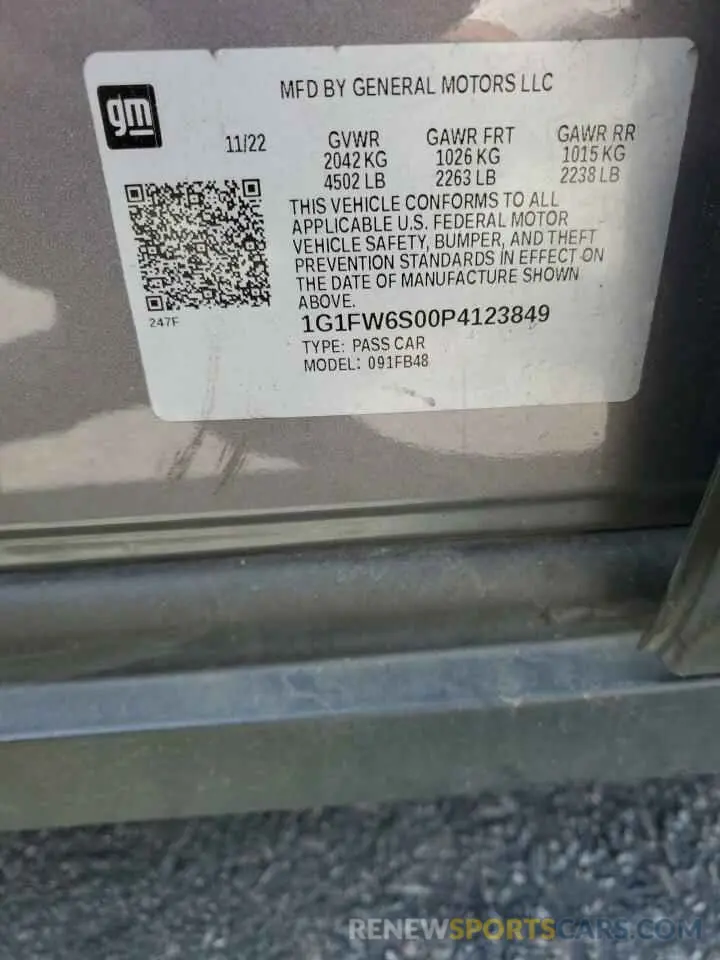 MFD BY GENERAL MOTORS LLC
gm
11/22
GVWR GAWR FRT GAWR RR
2042 KG 1026 KG 1015 KG
4502 LB 2263 LB 2238 LB
THIS VEHICLE CONFORMS TO ALL
APPLICABLE U.S. FEDERAL MOTOR
VEHICLE SAFETY, BUMPER, AND THEFT
PREVENTION STANDARDS IN EFFECT ON
THE DATE OF MANUFACTURE SHOWN
ABOVE.
247F
1G1FW6S00P4123849
TYPE: PASS CAR
MODEL: 091FB48
RENEWSPORTSCARS.COM